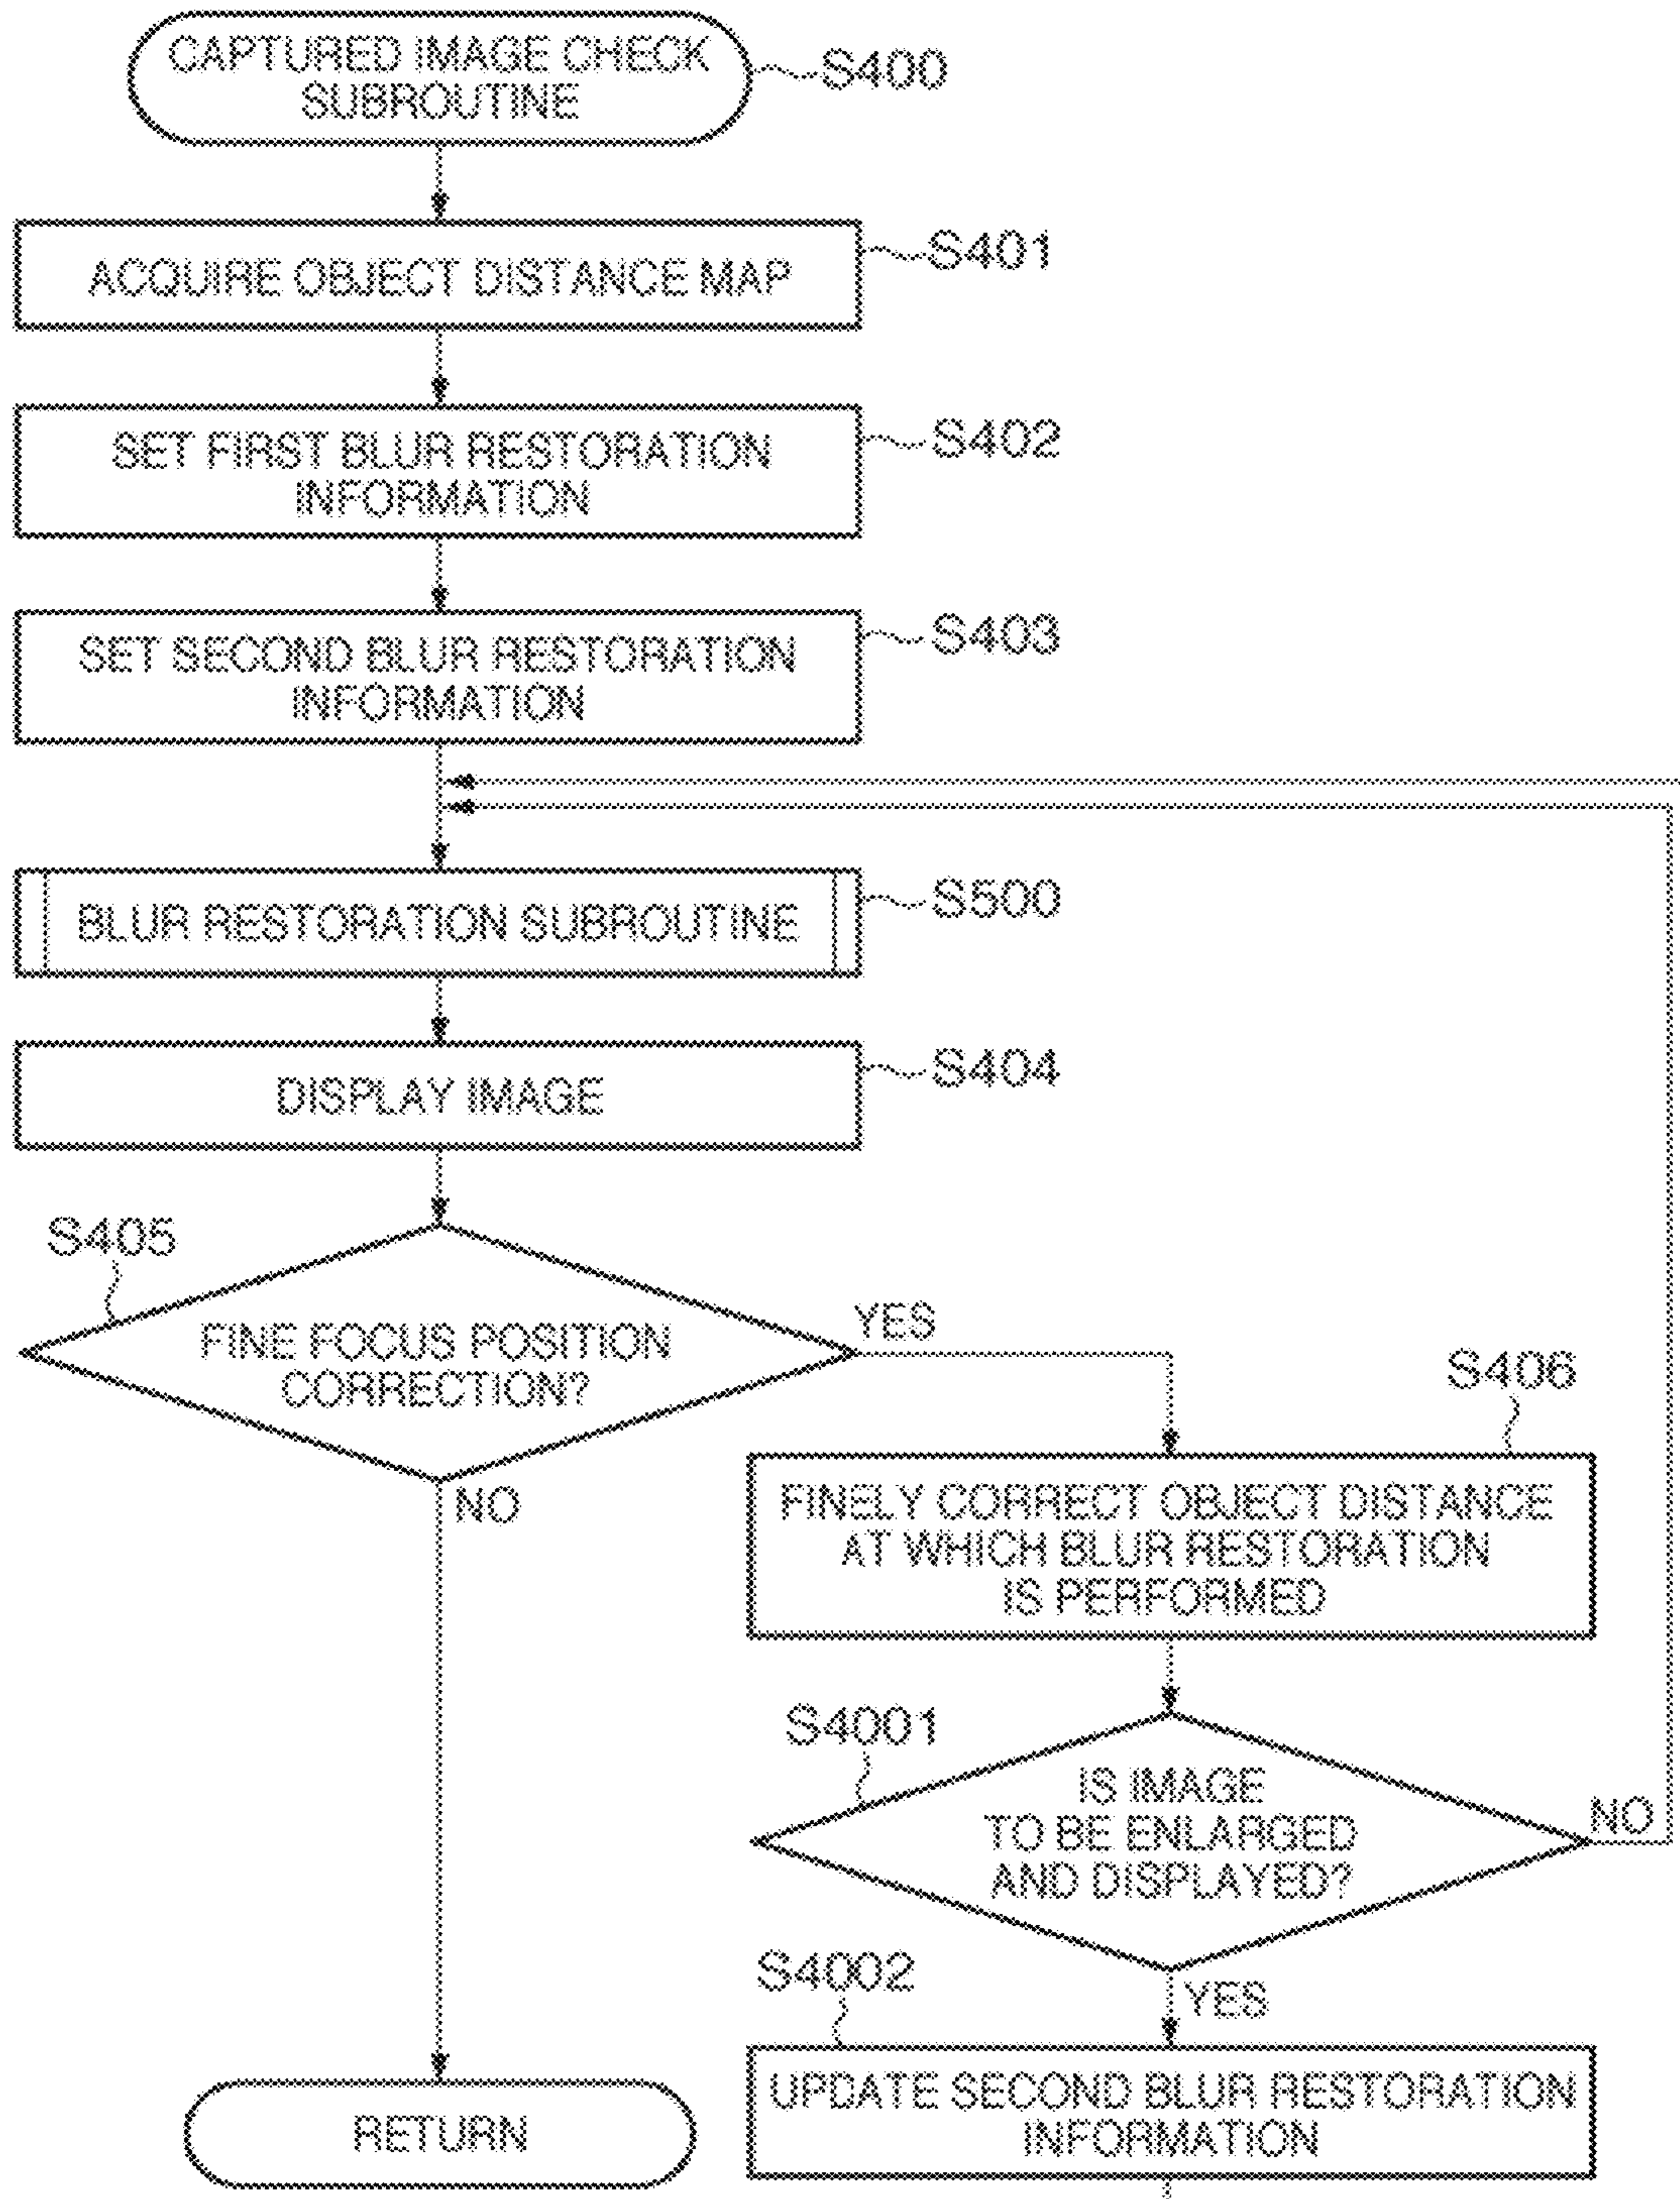 CAPTURED IMAGE CHECK
SUBROUTINE
S400
ACQUIRE OBJECT DISTANCE MAP
S401
SET FIRST BLUR RESTORATION
INFORMATION
S402
SET SECOND BLUR RESTORATION
INFORMATION
S403
BLUR RESTORATION SUBROUTINE
S500
DISPLAY IMAGE
S404
S405
FINE FOCUS POSITION
CORRECTION?
YES
NO
S406
FINELY CORRECT OBJECT DISTANCE
AT WHICH BLUR RESTORATION
IS PERFORMED
S4001
IS IMAGE
TO BE ENLARGED
AND DISPLAYED?
NO
YES
S4002
UPDATE SECOND BLUR RESTORATION
INFORMATION
RETURN